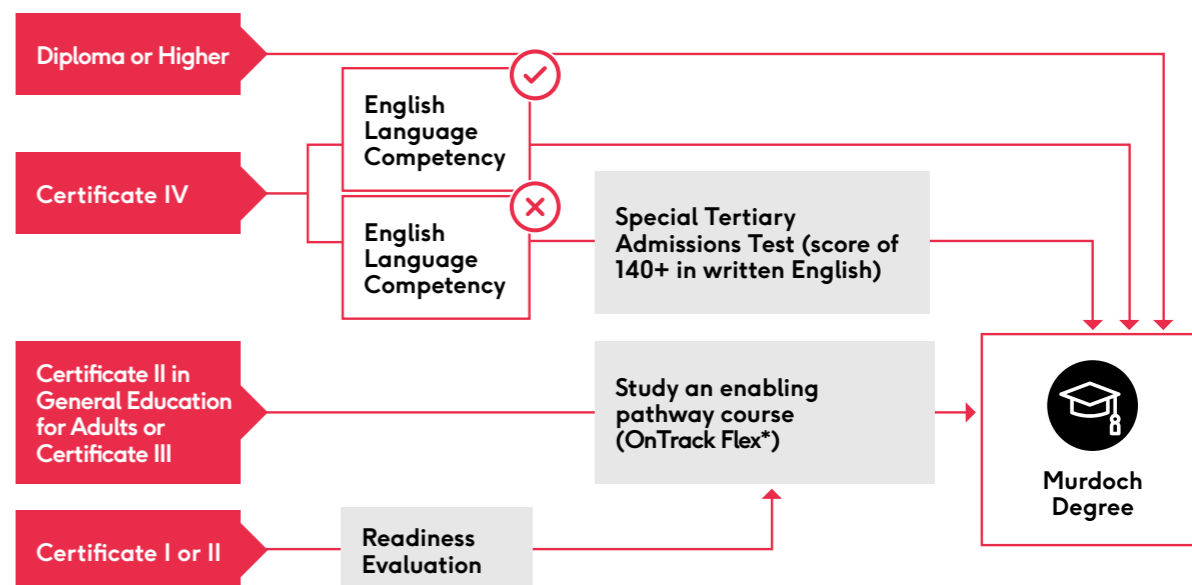 Diploma or Higher
English
Language
Competency
Certificate IV
English
Language
Competency
Special Tertiary
Admissions Test (score of
140+ in written English)
Certificate II in
General Education
for Adults or
Certificate III
Study an enabling
pathway course
(OnTrack Flex*)
Murdoch
Degree
Certificate I or II
Readiness
Evaluation